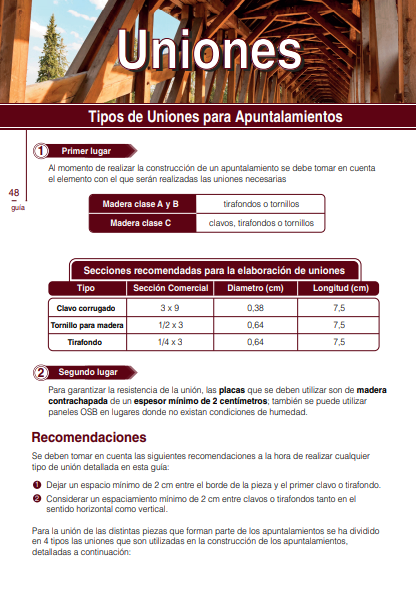 Uniones
Tipos de Uniones para Apuntalamientos
1 Primer lugar
Al momento de realizar la construcción de un apuntalamiento se debe tomar en cuenta
el elemento con el que serán realizadas las uniones necesarias
48
guía
Madera clase A y B tirafondos o tornillos
Madera clase C clavos, tirafondos o tornillos
Secciones recomendadas para la elaboración de uniones
Tipo Sección Comercial Diametro (cm) Longitud (cm)
Clavo corrugado 3 x 9 0,38 7,5
Tornillo para madera 1/2 x 3 0,64 7,5
Tirafondo 1/4 x 3 0,64 7,5
2 Segundo lugar
Para garantizar la resistencia de la unión, las placas que se deben utilizar son de madera
contrachapada de un espesor mínimo de 2 centímetros; también se puede utilizar
paneles OSB en lugares donde no existan condiciones de humedad.
Recomendaciones
Se deben tomar en cuenta las siguientes recomendaciones a la hora de realizar cualquier
tipo de unión detallada en esta guía:
1 Dejar un espacio mínimo de 2 cm entre el borde de la pieza y el primer clavo o tirafondo.
2 Considerar un espaciamiento mínimo de 2 cm entre clavos o tirafondos tanto en el
sentido horizontal como vertical.
Para la unión de las distintas piezas que forman parte de los apuntalamientos se ha dividido
en 4 tipos las uniones que son utilizadas en la construcción de los apuntalamientos,
detalladas a continuación: